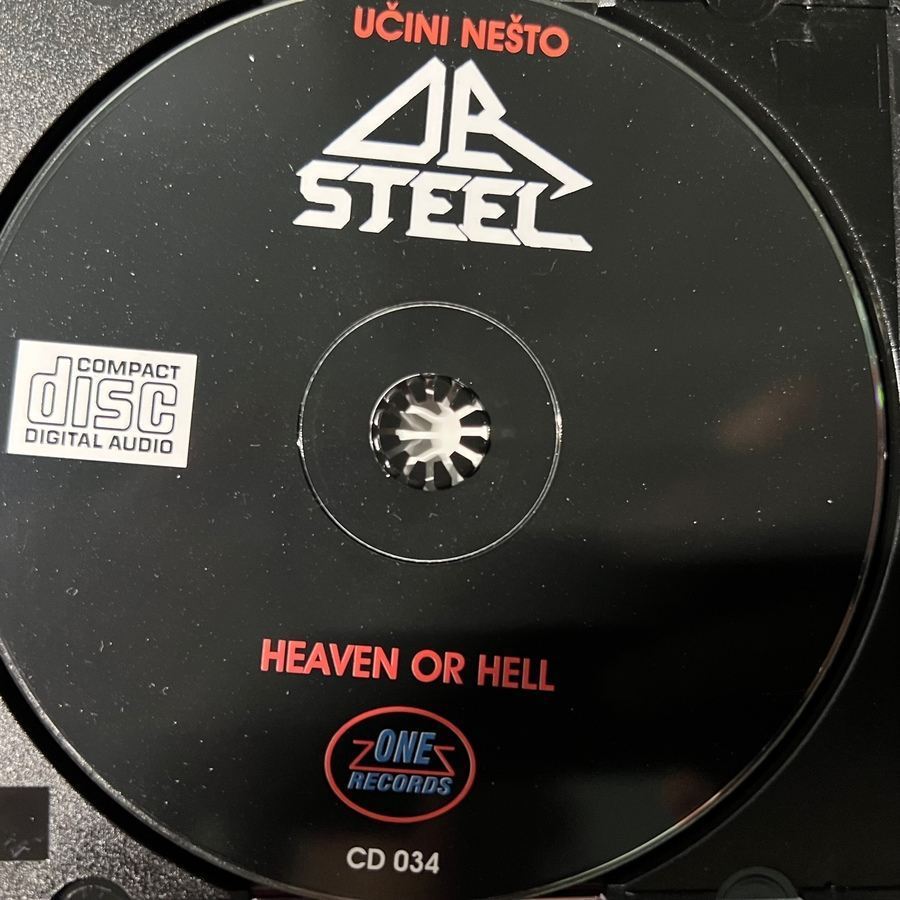 UČINI NEŠTO
DR
STEEL
COMPACT
disc
DIGITAL AUDIO
HEAVEN OR HELL
ONE
RECORDS
CD 034